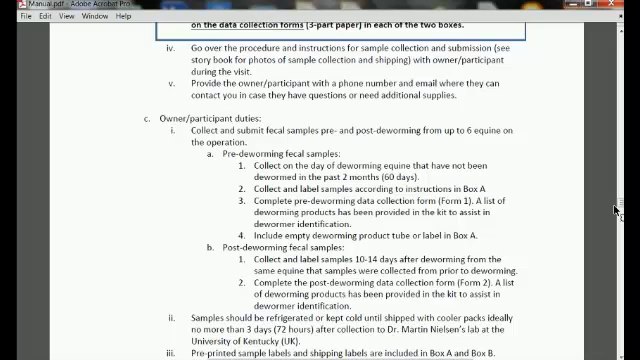 Manual.pdf - Adobe Acrobat Pro
File Edit View Window Help
on the data collection forms (3-part paper) in each of the two boxes.
iv. Go over the procedure and instructions for sample collection and submission (see
story book for photos of sample collection and shipping) with owner/participant
during the visit.
v. Provide the owner/participant with a phone number and email where they can
contact you in case they have questions or need additional supplies.
c. Owner/participant duties:
i. Collect and submit fecal samples pre- and post-deworming from up to 6 equine on
the operation.
a. Pre-deworming fecal samples:
1. Collect on the day of deworming equine that have not been
dewormed in the past 2 months (60 days).
2. Collect and label samples according to instructions in Box A
3. Complete pre-deworming data collection form (Form 1). A list of
deworming products has been provided in the kit to assist in
dewormer identification.
4. Include empty deworming product tube or label in Box A.
b. Post-deworming fecal samples:
1. Collect and label samples 10-14 days after deworming from the
same equine that samples were collected from prior to deworming.
2. Complete the post-deworming data collection form (Form 2). A list
of deworming products has been provided in the kit to assist in
dewormer identification.
ii. Samples should be refrigerated or kept cold until shipped with cooler packs ideally
no more than 3 days (72 hours) after collection to Dr. Martin Nielsen's lab at the
University of Kentucky (UK).
iii. Pre-printed sample labels and shipping labels are included in Box A and Box B.